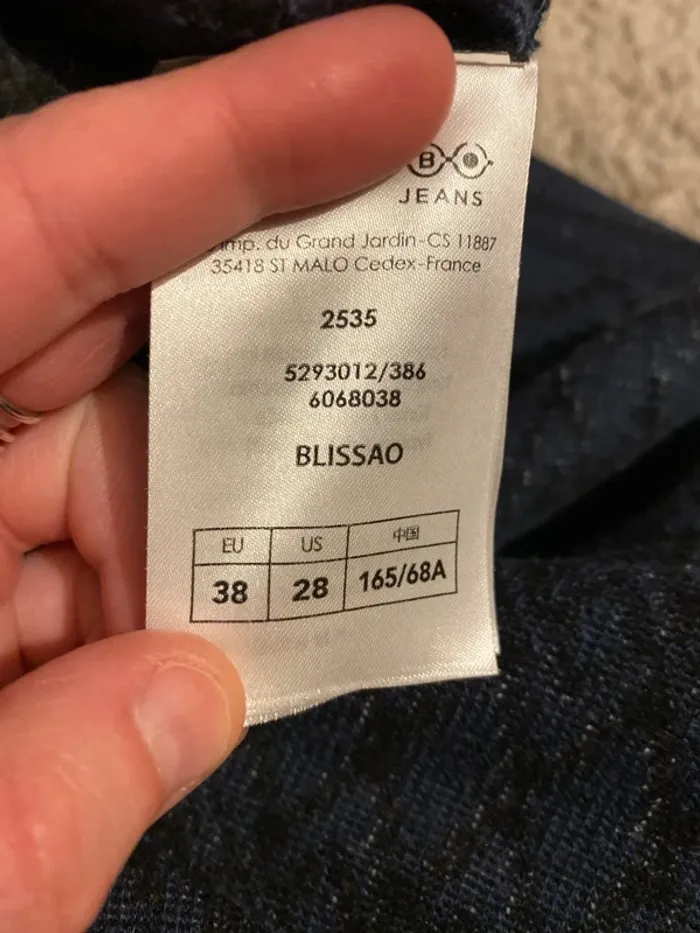 B
JEANS
imp. du Grand Jardin-CS 11887
35418 ST MALO Cedex-France
2535
5293012/386
6068038
BLISSAO
EU US 中国
38 28 165/68A